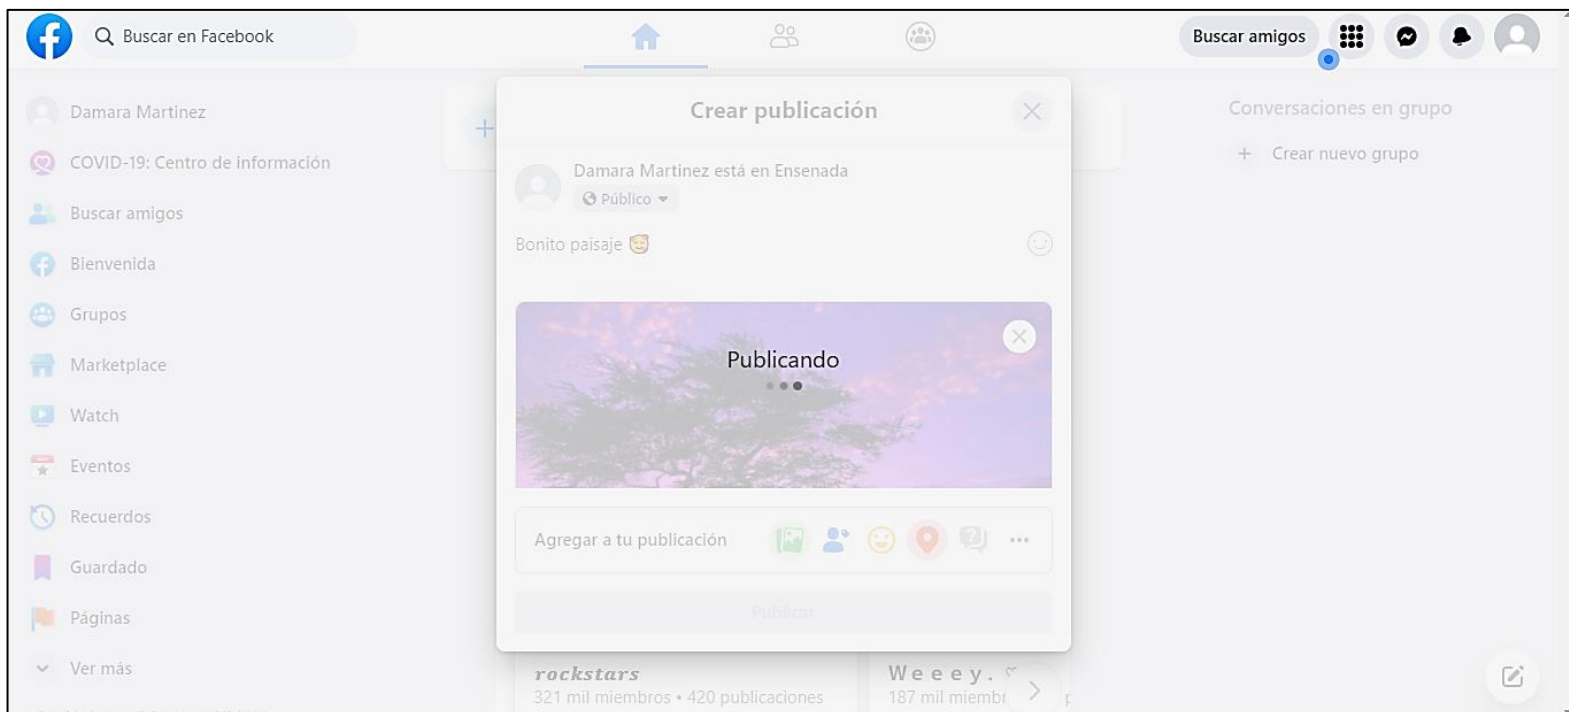 Buscar en Facebook
Buscar amigos
Damara Martinez
COVID-19: Centro de información
Buscar amigos
Bienvenida
Grupos
Marketplace
Watch
Eventos
Recuerdos
Guardado
Páginas
Ver más
Crear publicación
Damara Martinez está en Ensenada
Público
Bonito paisaje 🥰
Publicando
Agregar a tu publicación
Publicar
rockstars
321 mil miembros • 420 publicaciones
Weeey.
187 mil
Conversaciones en grupo
+ Crear nuevo grupo